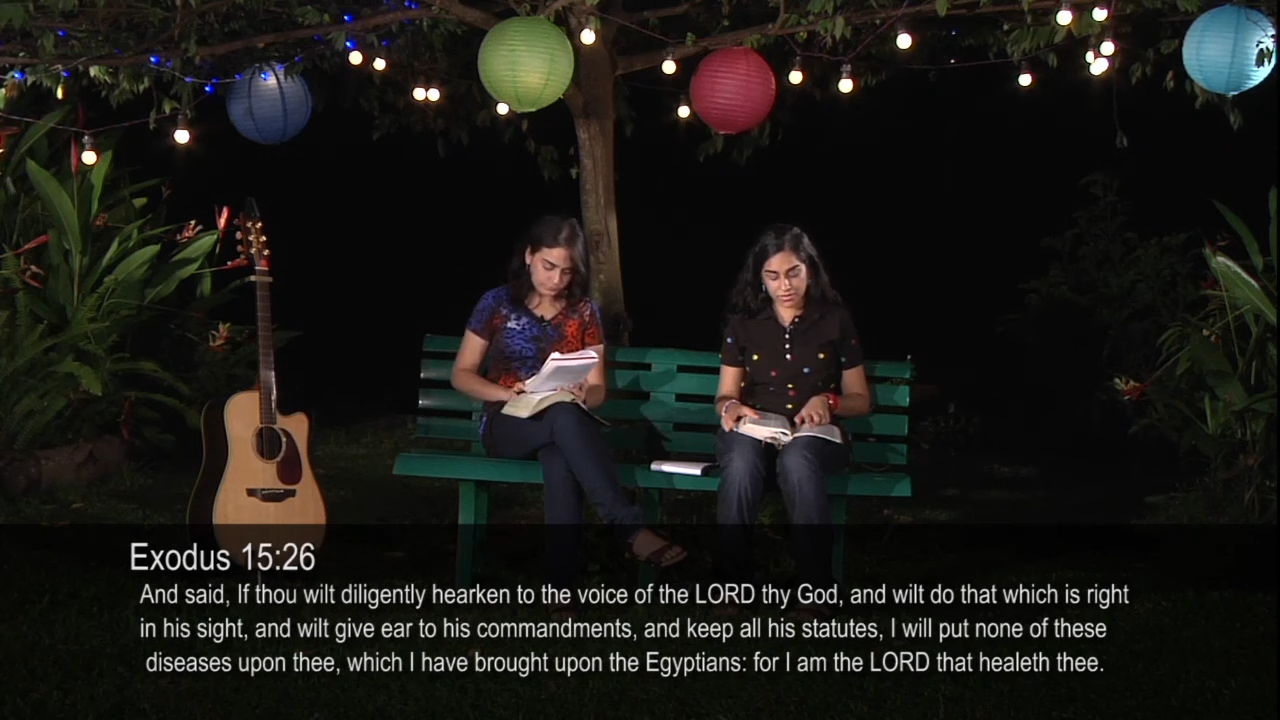 Exodus 15:26
And said, If thou wilt diligently hearken to the voice of the LORD thy God, and wilt do that which is right
in his sight, and wilt give ear to his commandments, and keep all his statutes, I will put none of these
diseases upon thee, which I have brought upon the Egyptians: for I am the LORD that healeth thee.